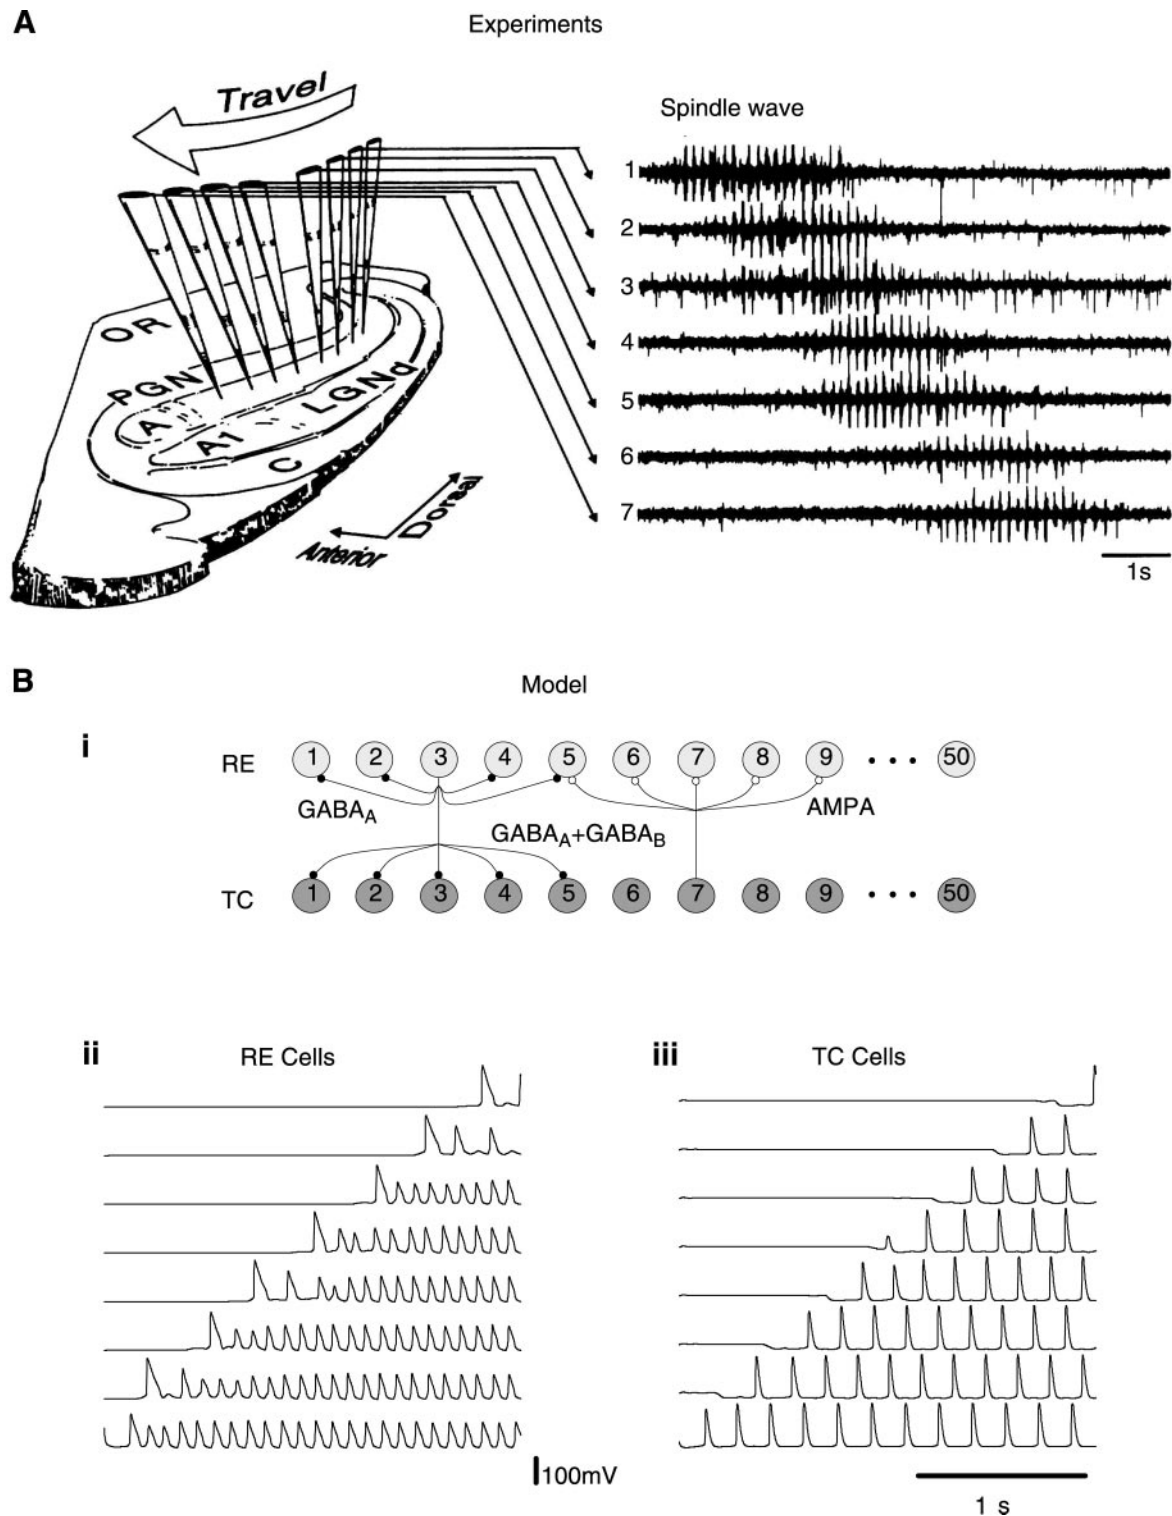 A
Experiments
Travel
OR
PGN
A
A1
LGNd
C
Dorsal
Anterior
Spindle wave
1
2
3
4
5
6
7
1s
B
Model
i
RE 1 2 3 4 5 6 7 8 9 • • • 50
GABAA
AMPA
GABAA+GABAB
TC 1 2 3 4 5 6 7 8 9 • • • 50
ii
RE Cells
iii
TC Cells
100mV
1 s